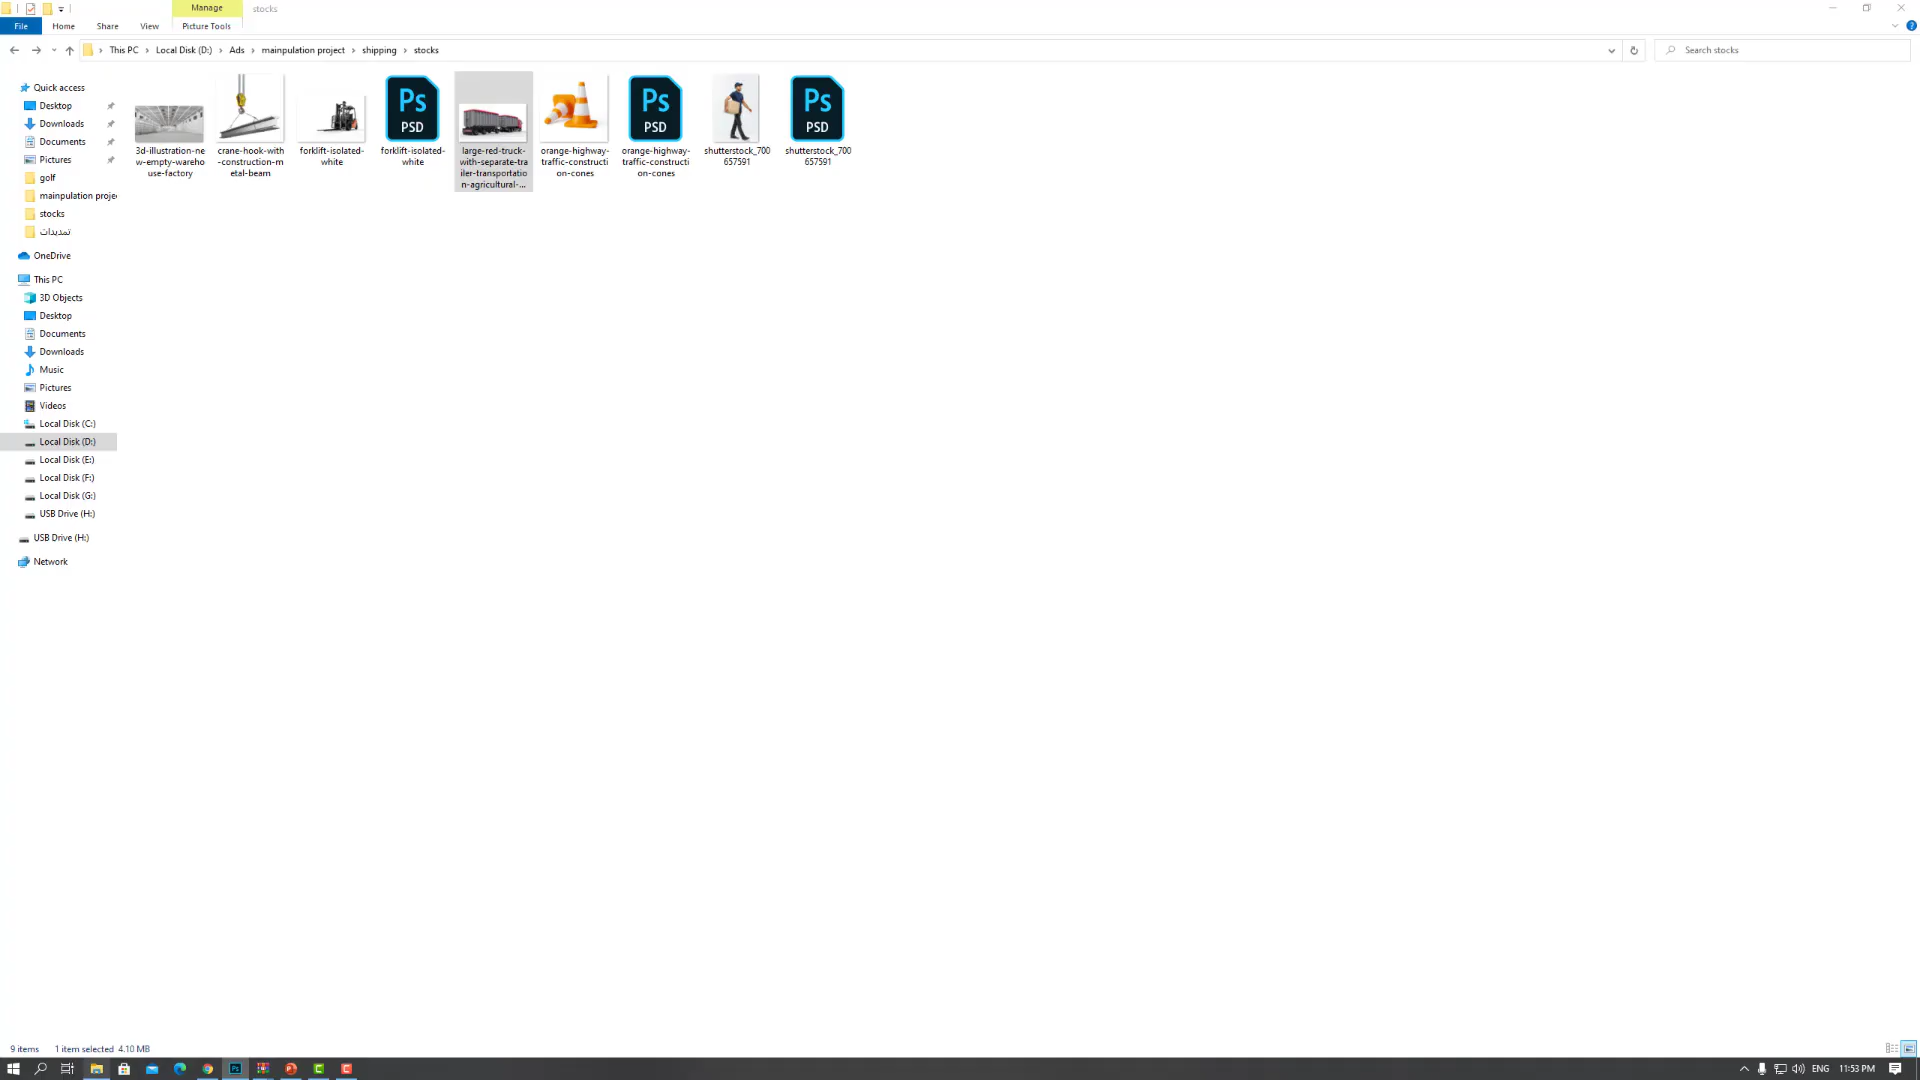 Manage
stocks
File
Home
Share
View
Picture Tools
This PC
Local Disk (D:)
Ads
mainpulation project
shipping
stocks
Search stocks
Quick access
Desktop
Downloads
Documents
Pictures
golf
mainpulation projec
stocks
تمديدات
OneDrive
This PC
3D Objects
Desktop
Documents
Downloads
Music
Pictures
Videos
Local Disk (C:)
Local Disk (D:)
Local Disk (E:)
Local Disk (F:)
Local Disk (G:)
USB Drive (H:)
USB Drive (H:)
Network
3d-illustration-ne
w-empty-wareho
use-factory
crane-hook-with
-construction-m
etal-beam
forklift-isolated-
white
Ps
PSD
forklift-isolated-
white
large-red-truck-
with-separate-tra
iler-transportatio
n-agricultural-...
orange-highway-
traffic-constructi
on-cones
Ps
PSD
orange-highway-
traffic-constructi
on-cones
shutterstock_700
657591
Ps
PSD
shutterstock_700
657591
9 items
1 item selected 4.10 MB
Ps
ENG
11:53 PM